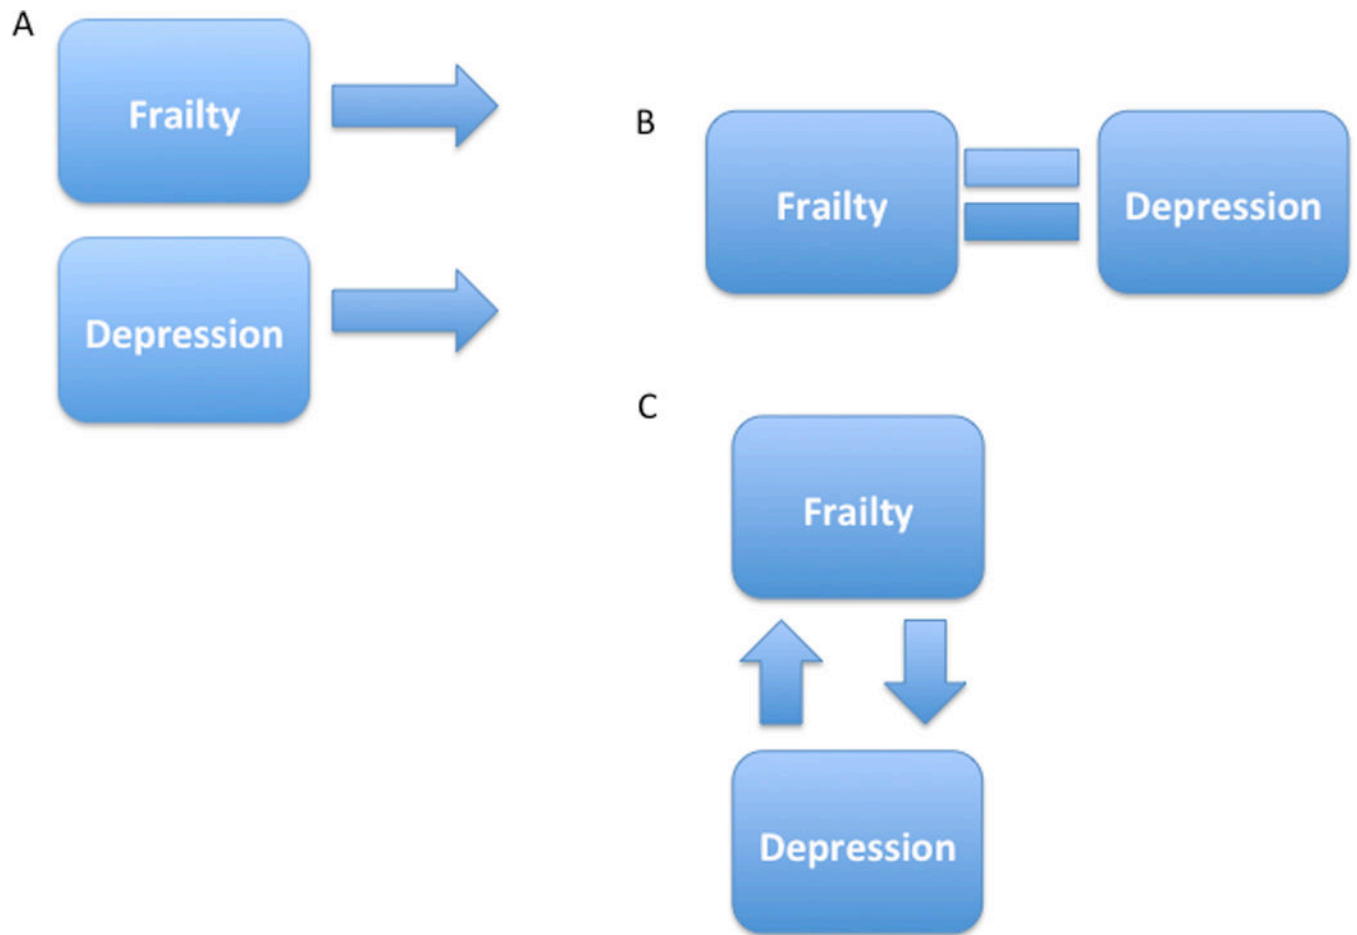 A
Frailty
Depression
B
Frailty
Depression
C
Frailty
Depression